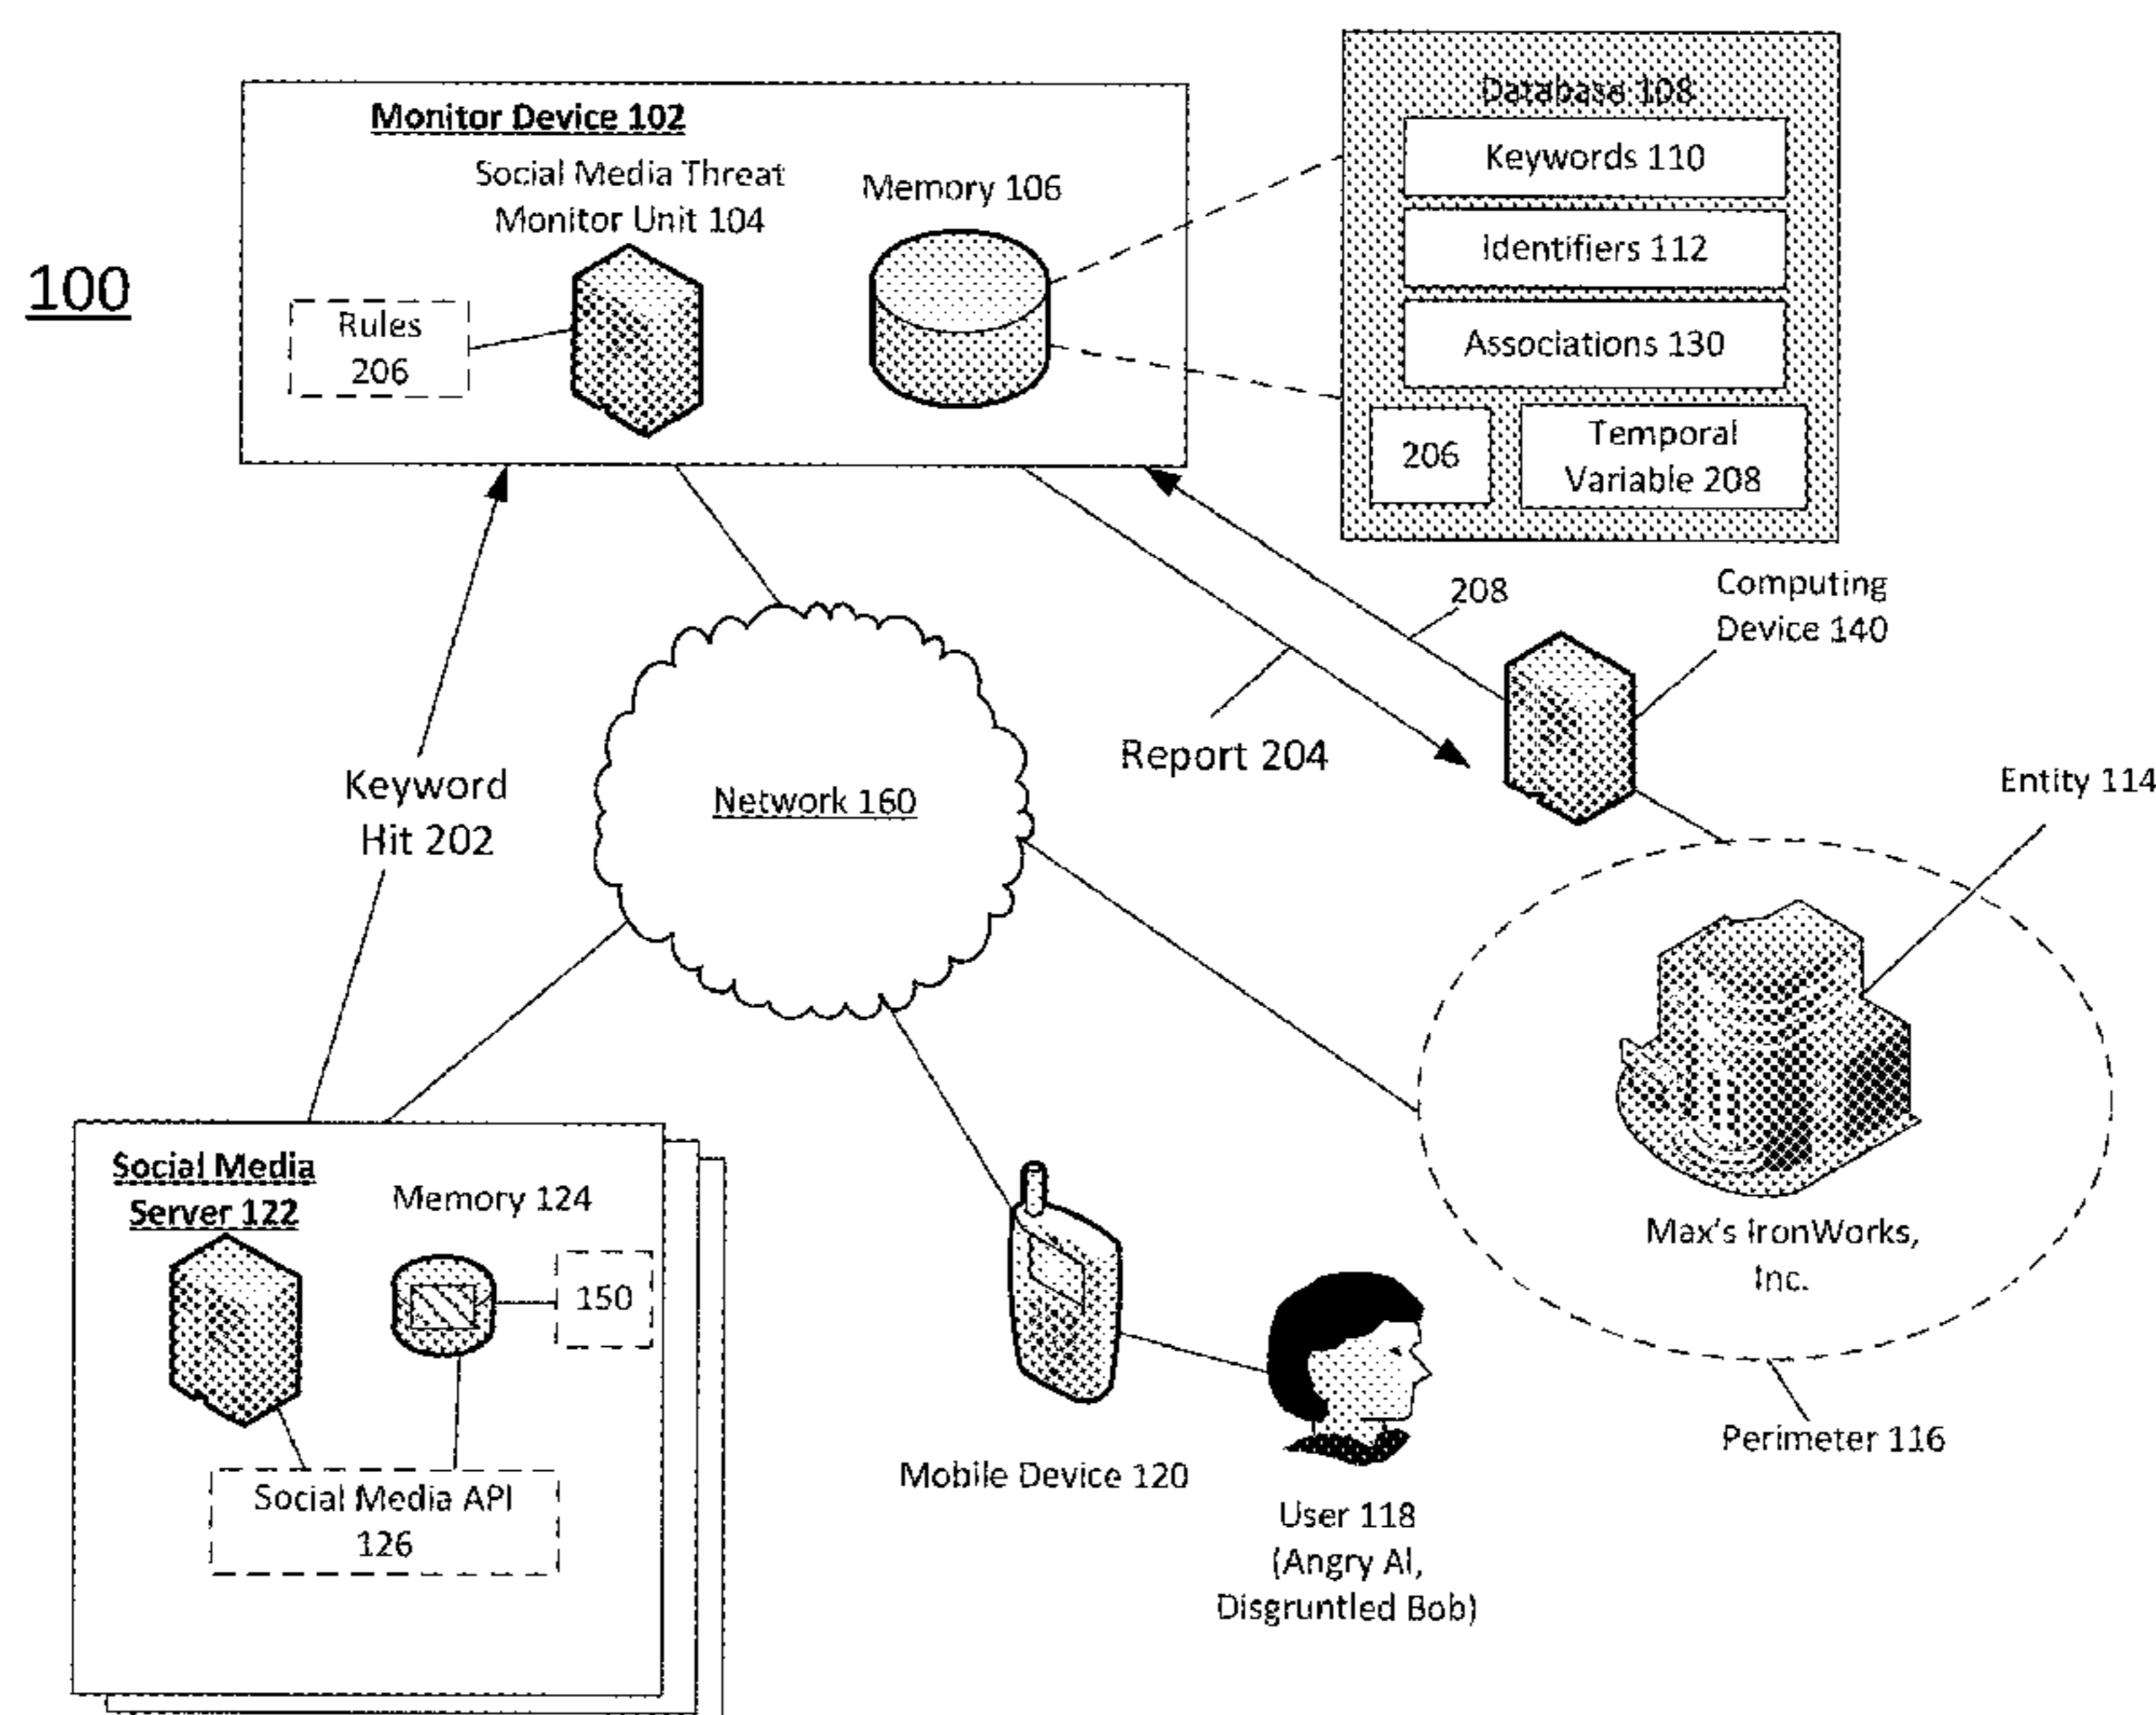 100
Monitor Device 102
Social Media Threat
Monitor Unit 104
Memory 106
Rules
206
Database 108
Keywords 110
Identifiers 112
Associations 130
206
Temporal
Variable 208
208
Computing
Device 140
Report 204
Keyword
Hit 202
Network 160
Entity 114
Max's IronWorks,
Inc.
Perimeter 116
Social Media
Server 122
Memory 124
150
Social Media API
126
Mobile Device 120
User 118
(Angry Al,
Disgruntled Bob)